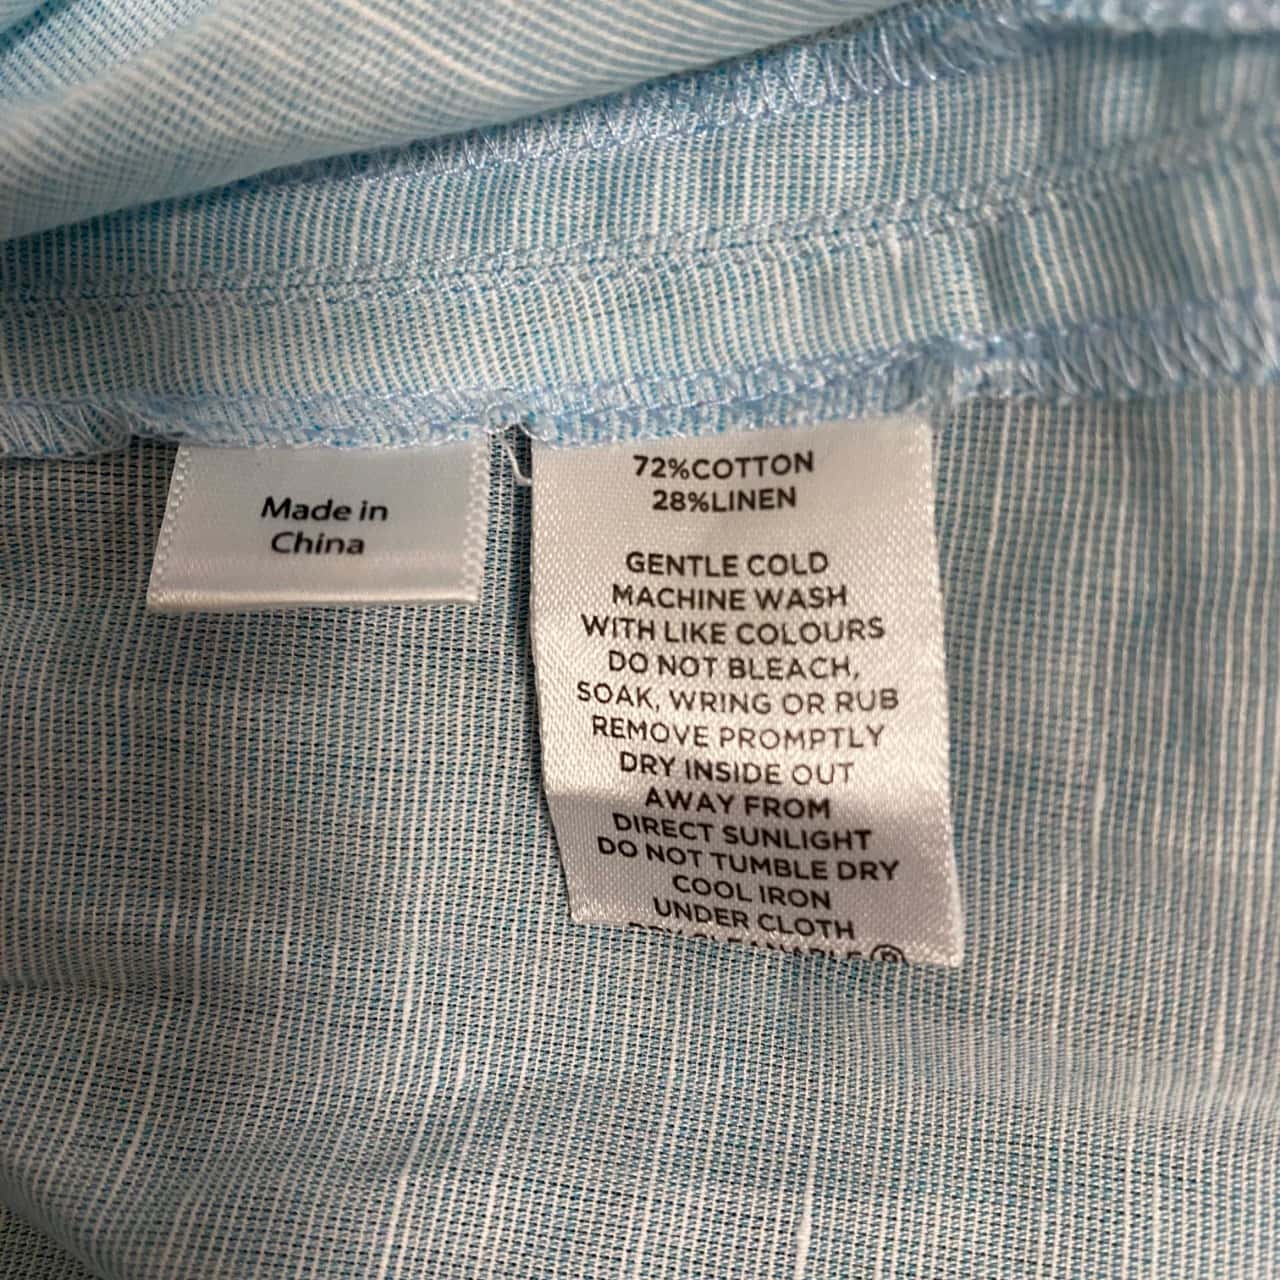 Made in
China
72%COTTON
28%LINEN
GENTLE COLD
MACHINE WASH
WITH LIKE COLOURS
DO NOT BLEACH,
SOAK, WRING OR RUB
REMOVE PROMPTLY
DRY INSIDE OUT
AWAY FROM
DIRECT SUNLIGHT
DO NOT TUMBLE DRY
COOL IRON
UNDER CLOTH
DRY CLEANABLE Ⓟ